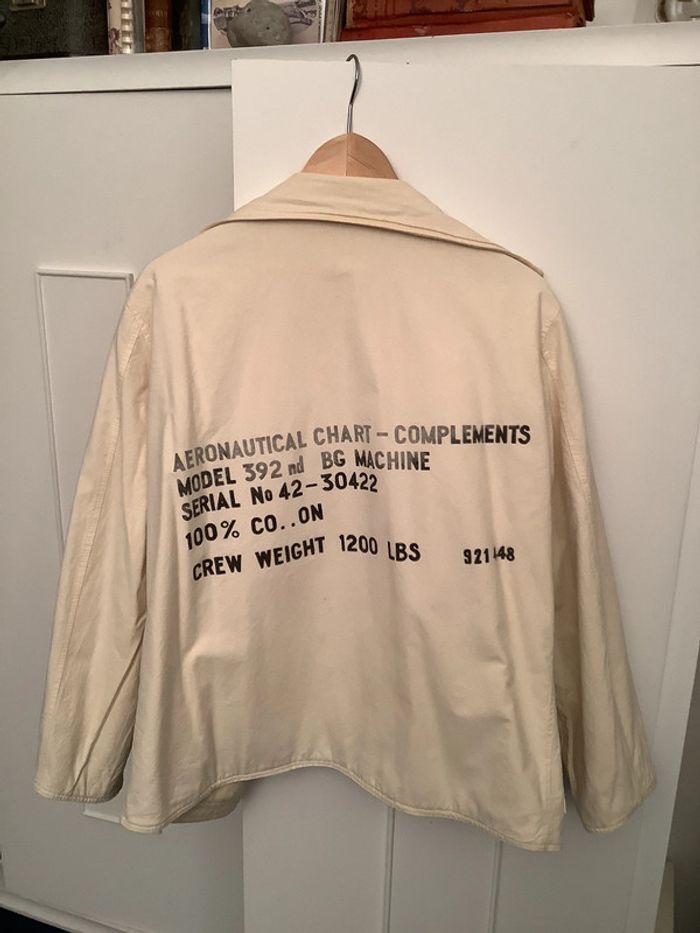 AERONAUTICAL CHART – COMPLEMENTS
MODEL 392 nd BG MACHINE
SERIAL No 42–30422
100% CO..ON
CREW WEIGHT 1200 LBS 921448